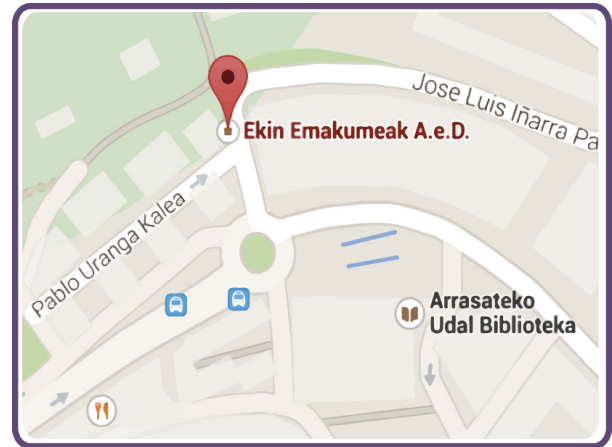 Jose Luis Iñarra Pa
Ekin Emakumeak A.e.D.
Pablo Uranga Kalea
Arrasateko
Udal Biblioteka